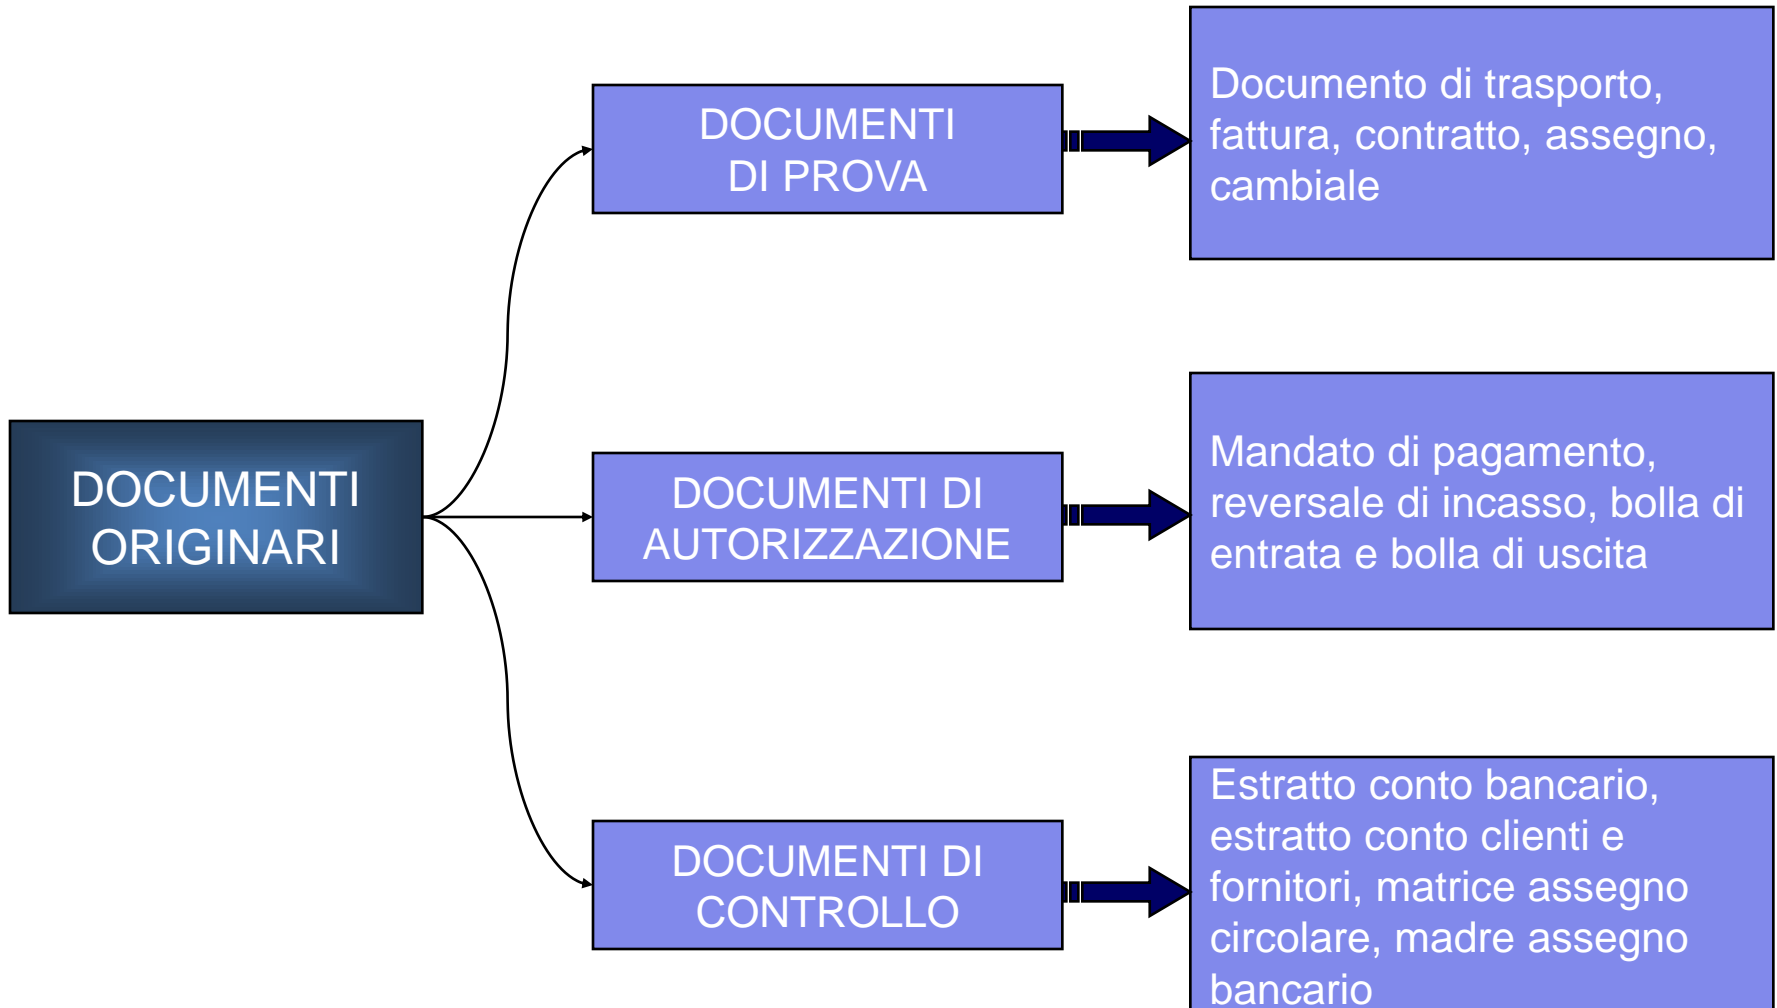 DOCUMENTI
ORIGINARI
DOCUMENTI
DI PROVA
Documento di trasporto,
fattura, contratto, assegno,
cambiale
DOCUMENTI DI
AUTORIZZAZIONE
Mandato di pagamento,
reversale di incasso, bolla di
entrata e bolla di uscita
DOCUMENTI DI
CONTROLLO
Estratto conto bancario,
estratto conto clienti e
fornitori, matrice assegno
circolare, madre assegno
bancario